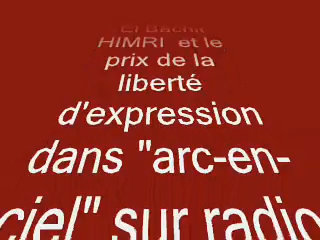 El Bachir
HIMRI et le
prix de la
liberté
d'expression
dans "arc-en-
ciel" sur radio